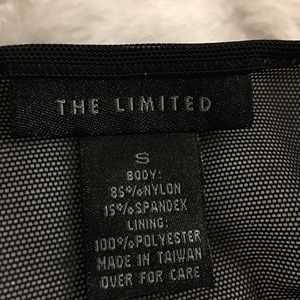 THE LIMITED
S
BODY:
85%NYLON
15%SPANDEX
LINING:
100%POLYESTER
MADE IN TAIWAN
OVER FOR CARE